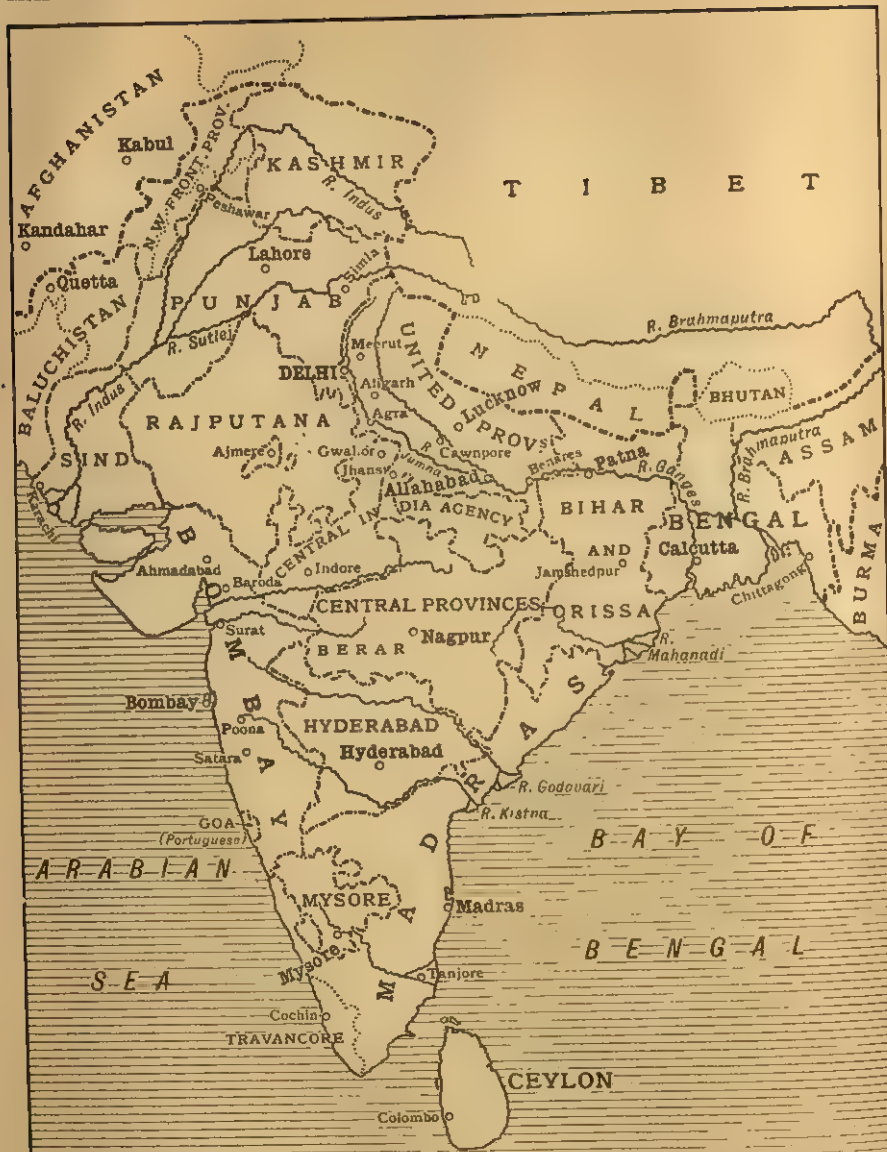 AFGHANISTAN
Kabul
N.W. FRONT. PROV.
KASHMIR
R. Indus
TIBET
Peshawar
Kandahar
Lahore
Quetta
Simla
PUNJAB
BALUCHISTAN
R. Sutlej
R. Brahmaputra
Meerut
UNITED PROVS
NEPAL
DELHI
Aligarh
Lucknow
BHUTAN
R. Indus
RAJPUTANA
Agra
R. Brahmaputra
ASSAM
SIND
Ajmere
Gwalior
R. Jumna
Cawnpore
Benares
Patna
R. Ganges
Jhansy
Allahabad
Karachi
CENTRAL INDIA AGENCY
BIHAR
AND
ORISSA
BENGAL
BURMA
BOMBAY
Ahmadabad
Indore
Jamshedpur
Calcutta
Baroda
Chittagong
CENTRAL PROVINCES
Surat
BERAR
Nagpur
R.
Mahanadi
Bombay
HYDERABAD
Poona
Hyderabad
Satara
MADRAS
R. Godavari
R. Kistna
GOA
(Portuguese)
BAY OF
ARABIAN
MYSORE
Madras
Mysore
BENGAL
SEA
Tanjore
Cochin
TRAVANCORE
CEYLON
Colombo